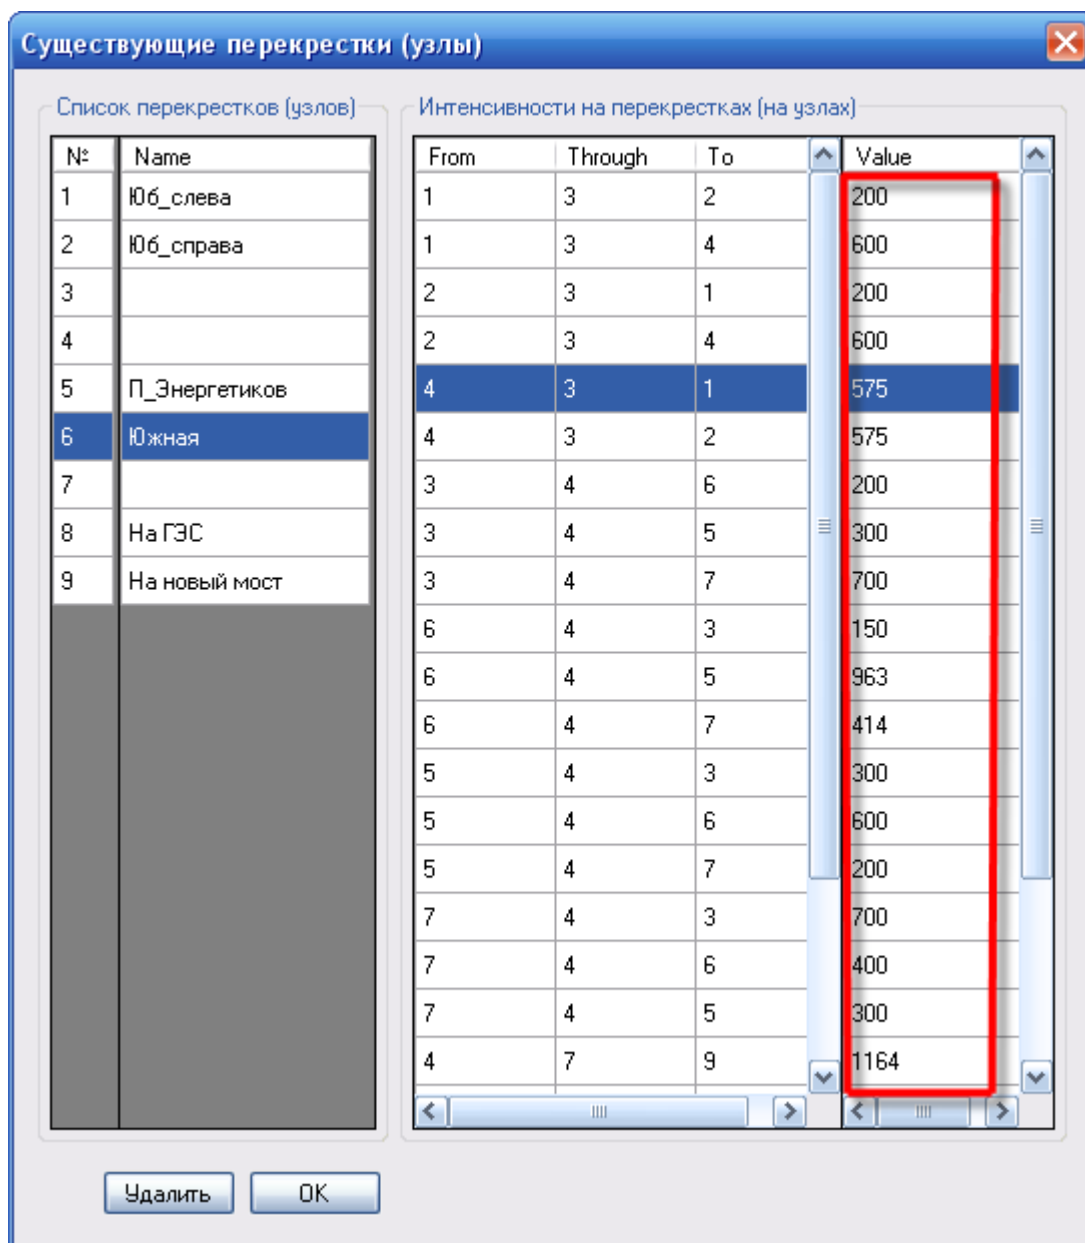 Существующие перекрестки (узлы)
Список перекрестков (узлов)
№ Name
1 Юб_слева
2 Юб_справа
3
4
5 П_Энергетиков
6 Южная
7
8 На ГЭС
9 На новый мост
Интенсивности на перекрестках (на узлах)
From Through To Value
1 3 2 200
1 3 4 600
2 3 1 200
2 3 4 600
4 3 1 575
4 3 2 575
3 4 6 200
3 4 5 300
3 4 7 700
6 4 3 150
6 4 5 963
6 4 7 414
5 4 3 300
5 4 6 600
5 4 7 200
7 4 3 700
7 4 6 400
7 4 5 300
4 7 9 1164
Удалить OK